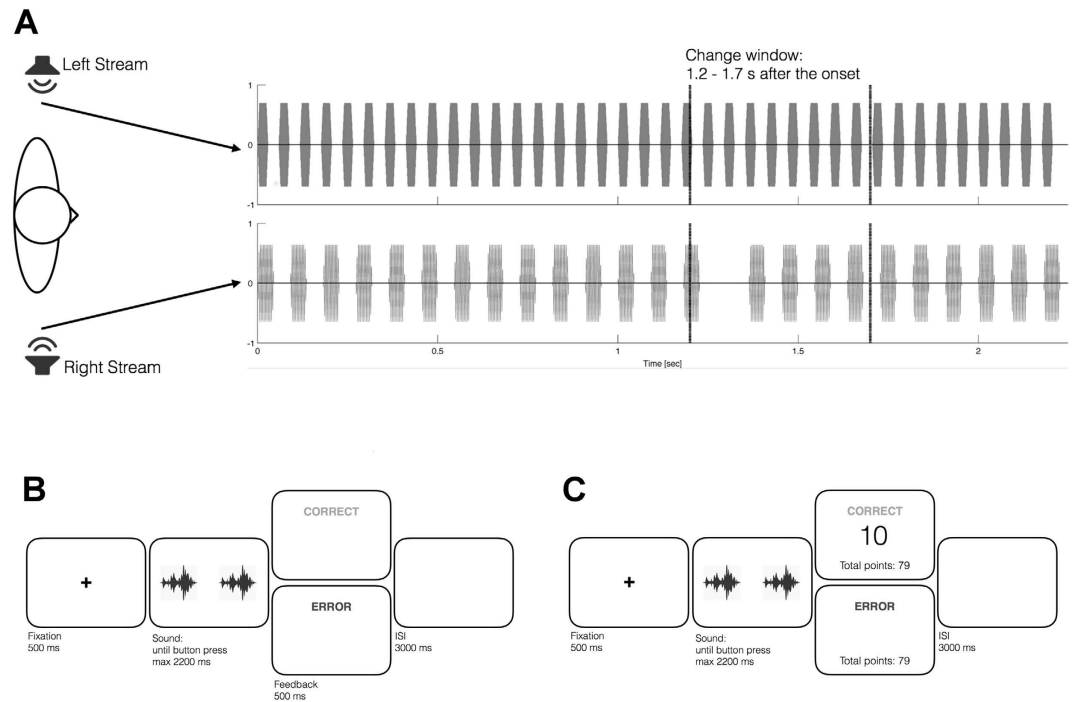 A
Left Stream
Change window:
1.2 - 1.7 s after the onset
1
0
-1
1
0
-1
0
0.5
1
1.5
2
Time [sec]
Right Stream
B
+
Fixation
500 ms
Sound:
until button press
max 2200 ms
CORRECT
ERROR
Feedback
500 ms
ISI
3000 ms
C
+
Fixation
500 ms
Sound:
until button press
max 2200 ms
CORRECT
10
Total points: 79
ERROR
Total points: 79
ISI
3000 ms